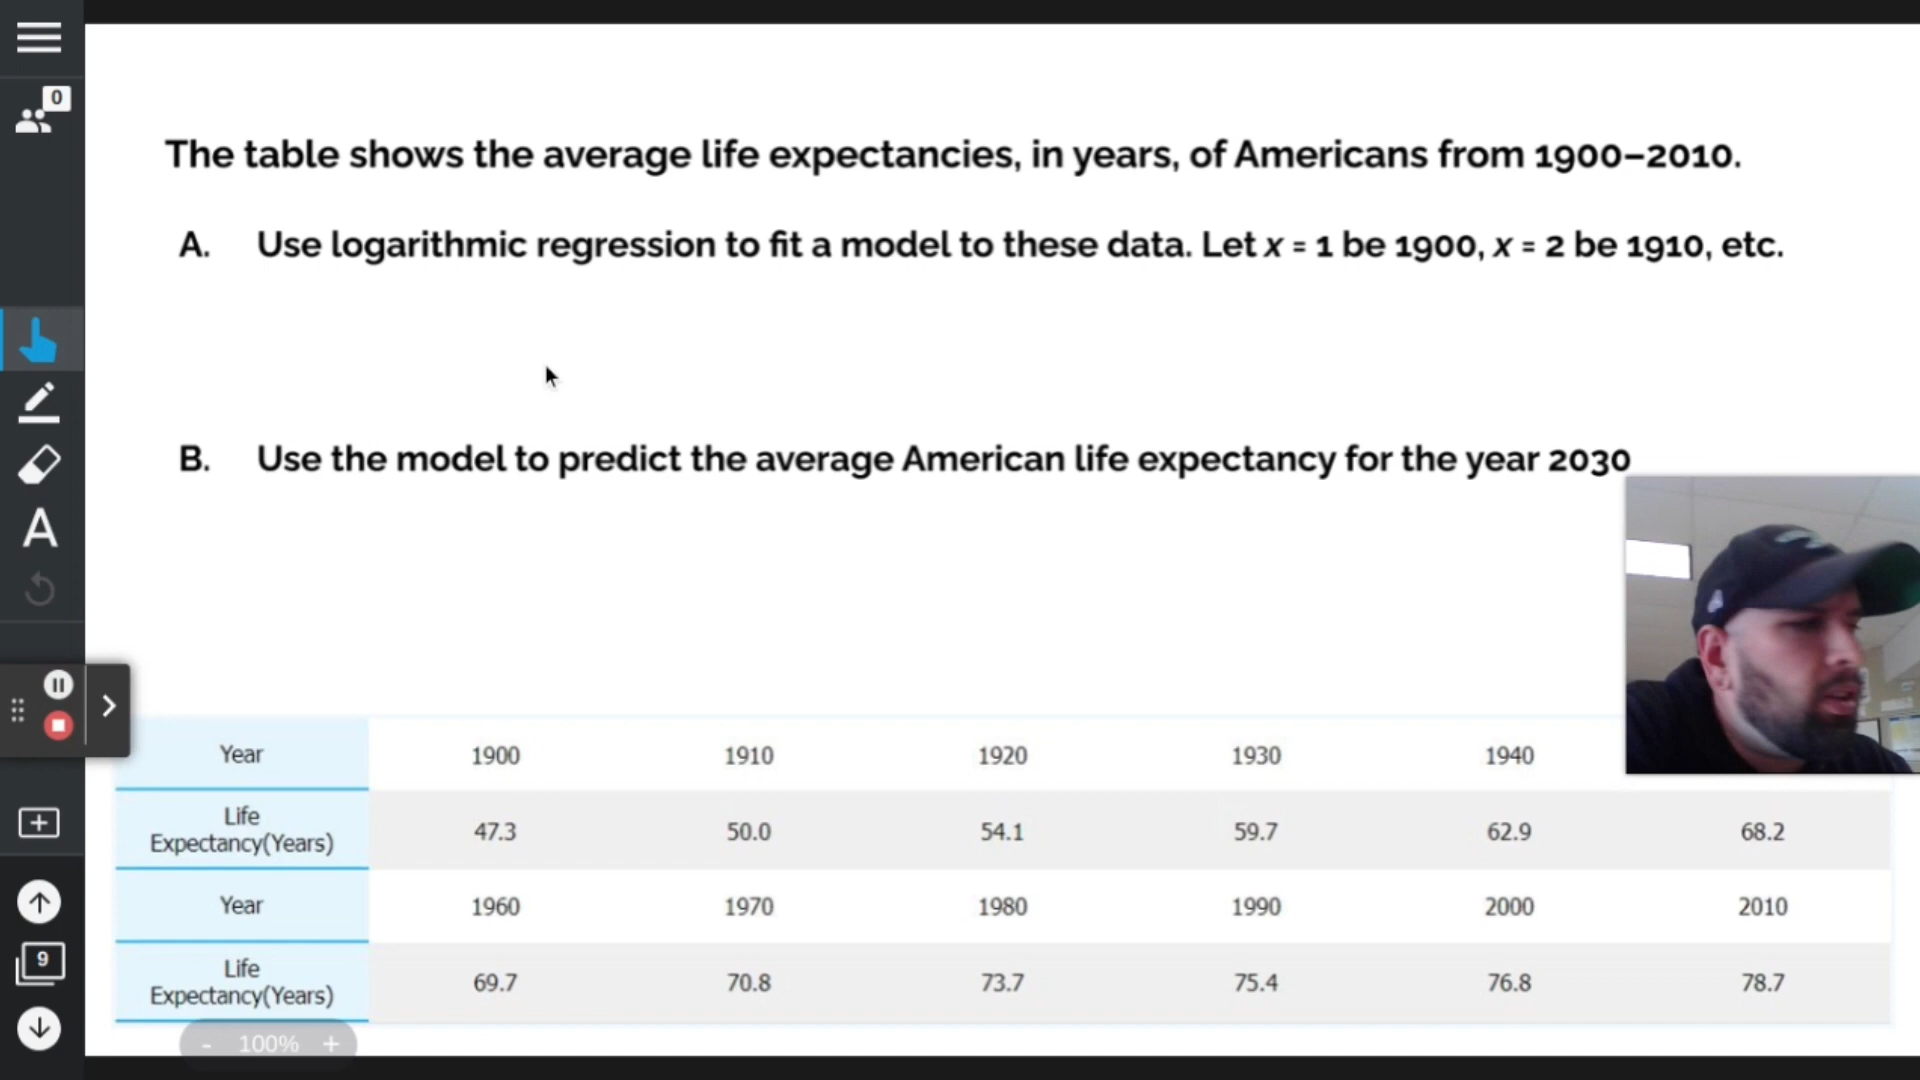 0
The table shows the average life expectancies, in years, of Americans from 1900–2010.
A. Use logarithmic regression to fit a model to these data. Let x = 1 be 1900, x = 2 be 1910, etc.
B. Use the model to predict the average American life expectancy for the year 2030
A
Year 1900 1910 1920 1930 1940
Life
Expectancy(Years) 47.3 50.0 54.1 59.7 62.9 68.2
Year 1960 1970 1980 1990 2000 2010
Life
Expectancy(Years) 69.7 70.8 73.7 75.4 76.8 78.7
9
- 100% +